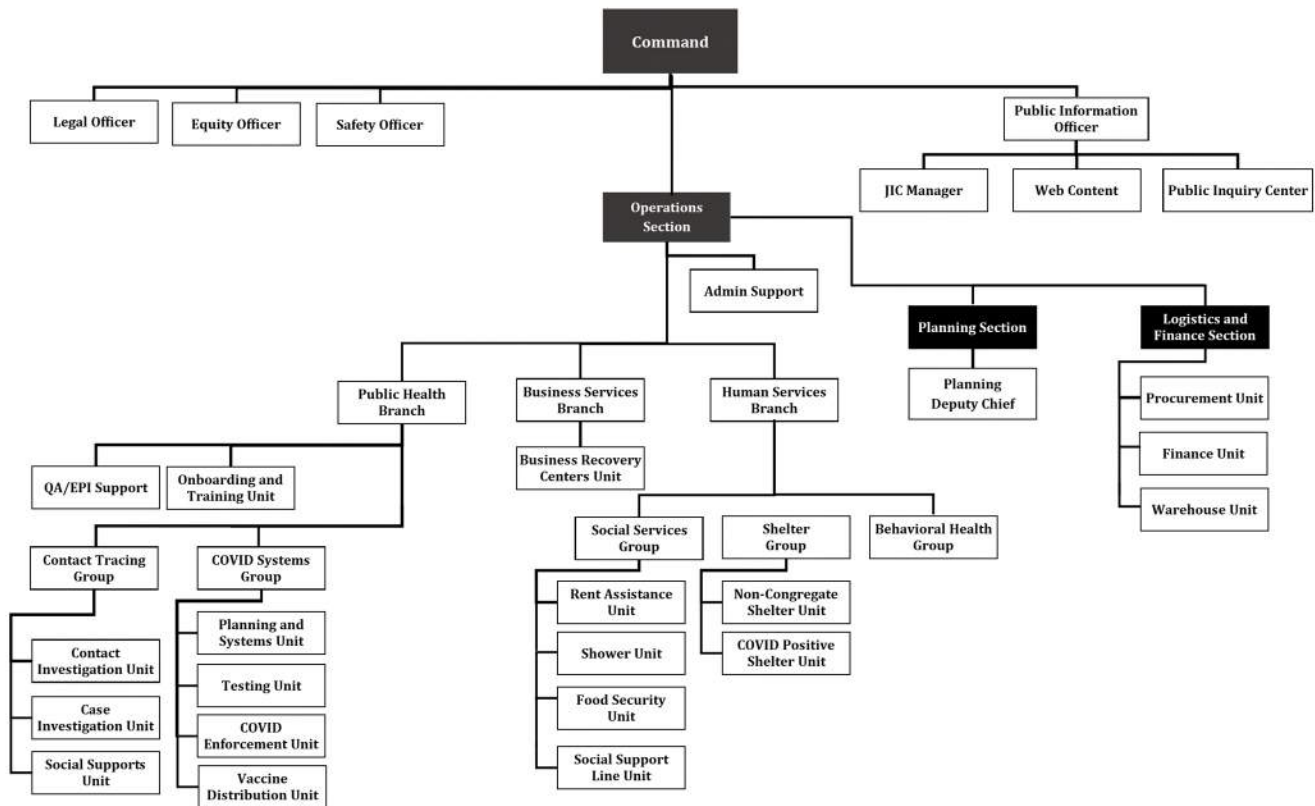 Command
Legal Officer
Equity Officer
Safety Officer
Public Information
Officer
JIC Manager
Web Content
Public Inquiry Center
Operations
Section
Admin Support
Planning Section
Logistics and
Finance Section
Planning
Deputy Chief
Procurement Unit
Finance Unit
Warehouse Unit
Public Health
Branch
Business Services
Branch
Human Services
Branch
QA/EPI Support
Onboarding and
Training Unit
Business Recovery
Centers Unit
Contact Tracing
Group
COVID Systems
Group
Social Services
Group
Shelter
Group
Behavioral Health
Group
Contact
Investigation Unit
Case
Investigation Unit
Social Supports
Unit
Planning and
Systems Unit
Testing Unit
COVID
Enforcement Unit
Vaccine
Distribution Unit
Rent Assistance
Unit
Shower Unit
Food Security
Unit
Social Support
Line Unit
Non-Congregate
Shelter Unit
COVID Positive
Shelter Unit